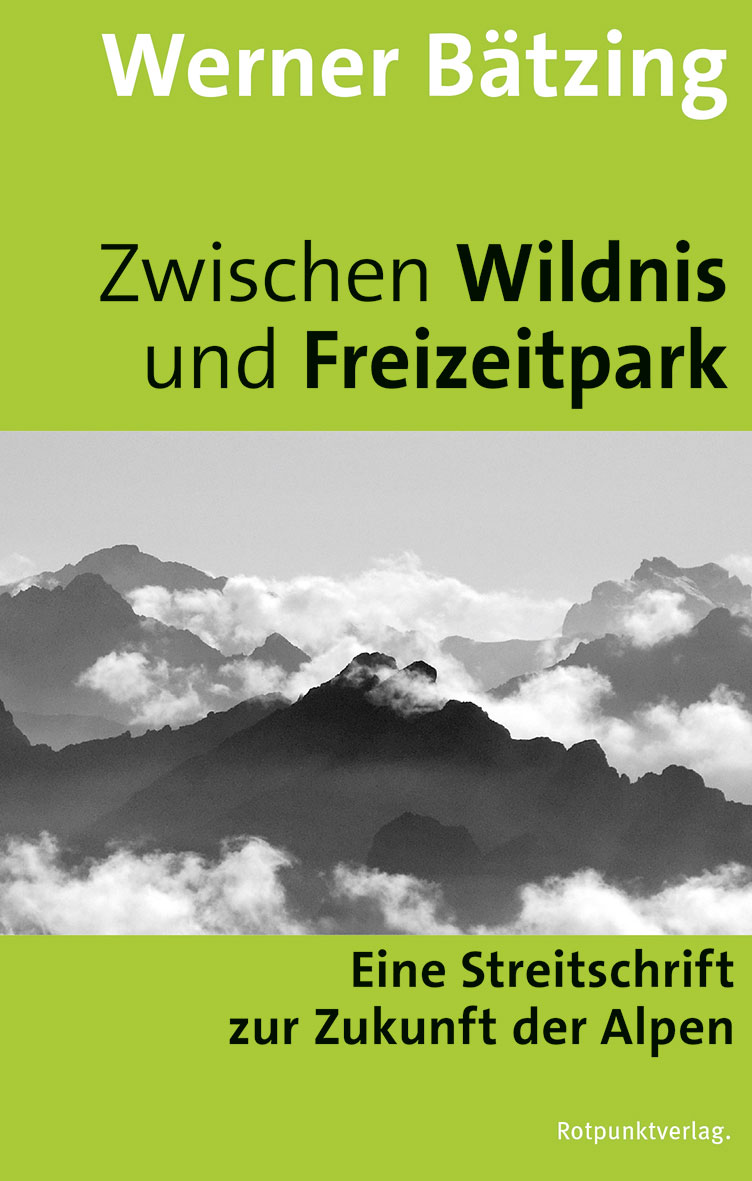 Werner Bätzing
Zwischen Wildnis
und Freizeitpark
Eine Streitschrift
zur Zukunft der Alpen
Rotpunktverlag.